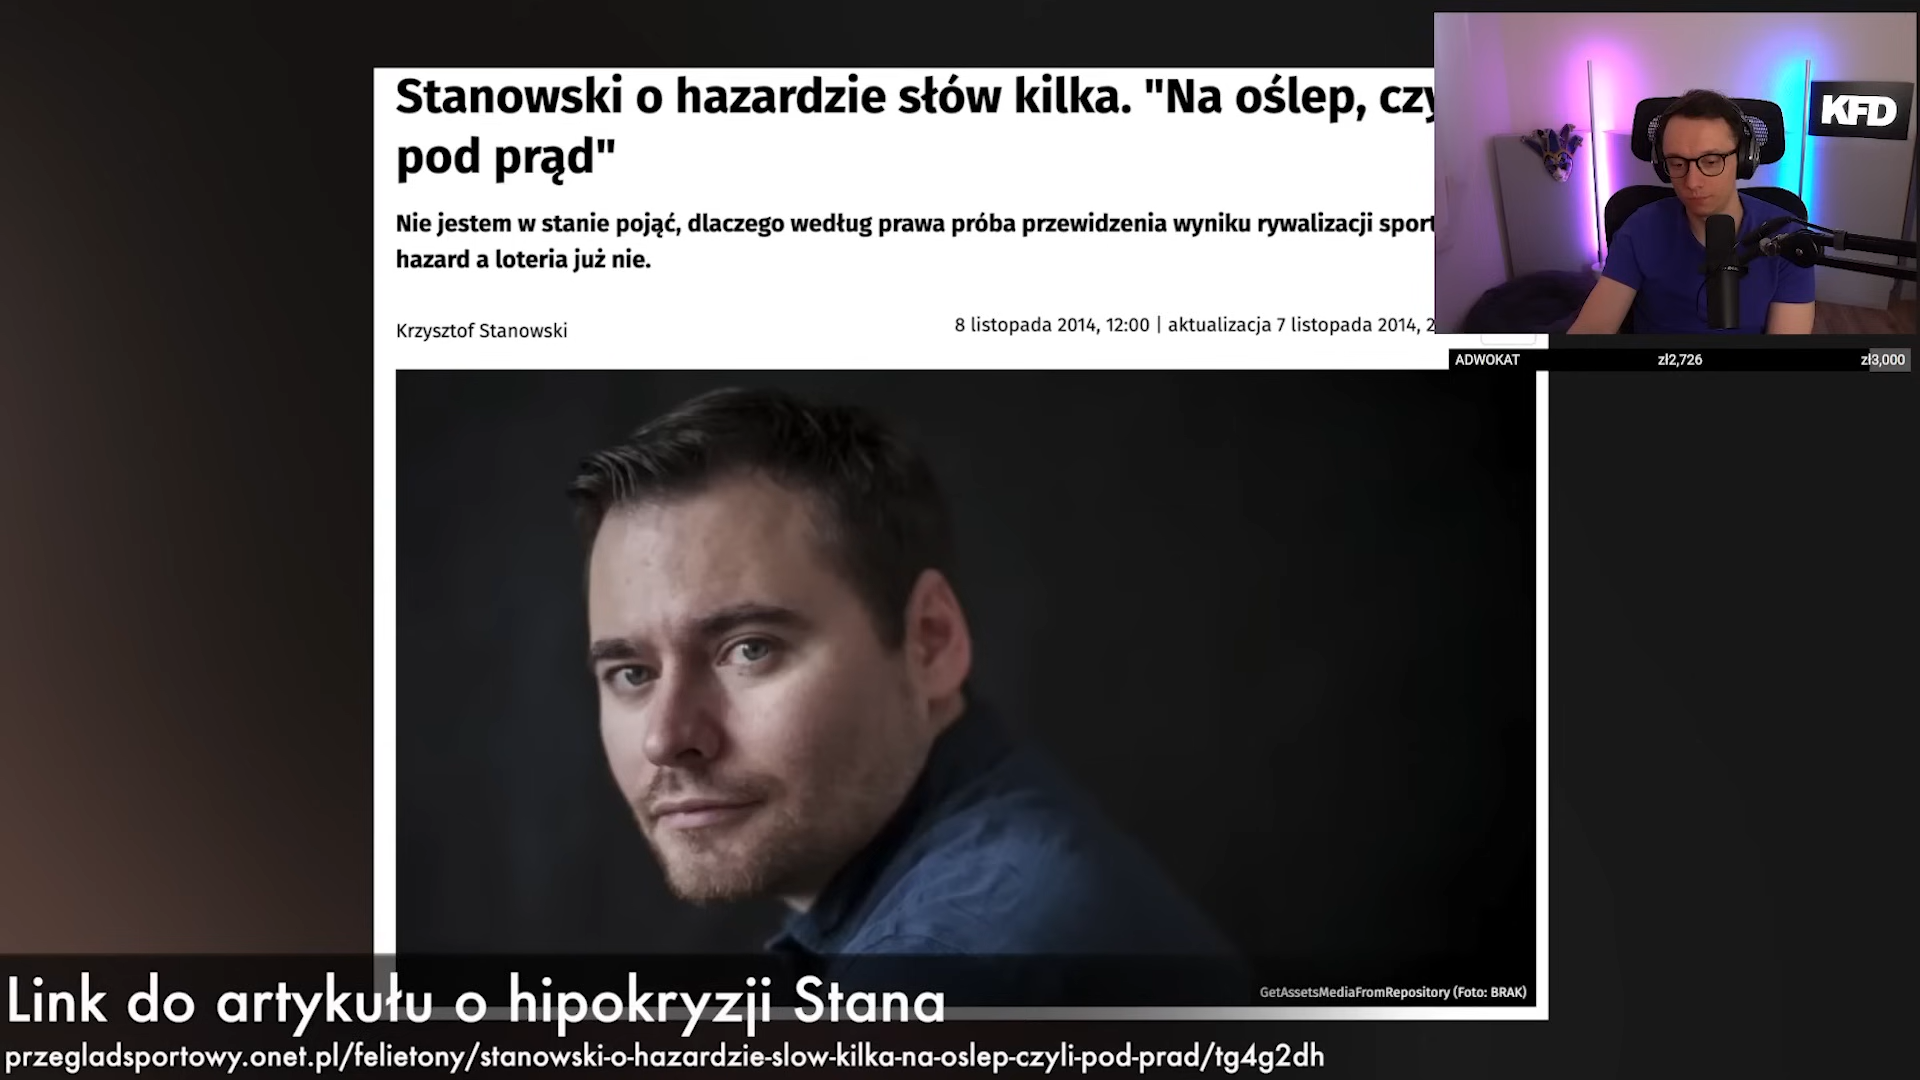 Stanowski o hazardzie słów kilka. "Na oślep, czy
pod prąd"
Nie jestem w stanie pojąć, dlaczego według prawa próba przewidzenia wyniku rywalizacji sport
hazard a loteria już nie.
Krzysztof Stanowski
8 listopada 2014, 12:00 | aktualizacja 7 listopada 2014, 2
KFD
ADWOKAT zł2,726 zł3,000
GetAssetsMediaFromRepository (Foto: BRAK)
Link do artykułu o hipokryzji Stana
przegladsportowy.onet.pl/felietony/stanowski-o-hazardzie-slow-kilka-na-oslep-czyli-pod-prad/tg4g2dh